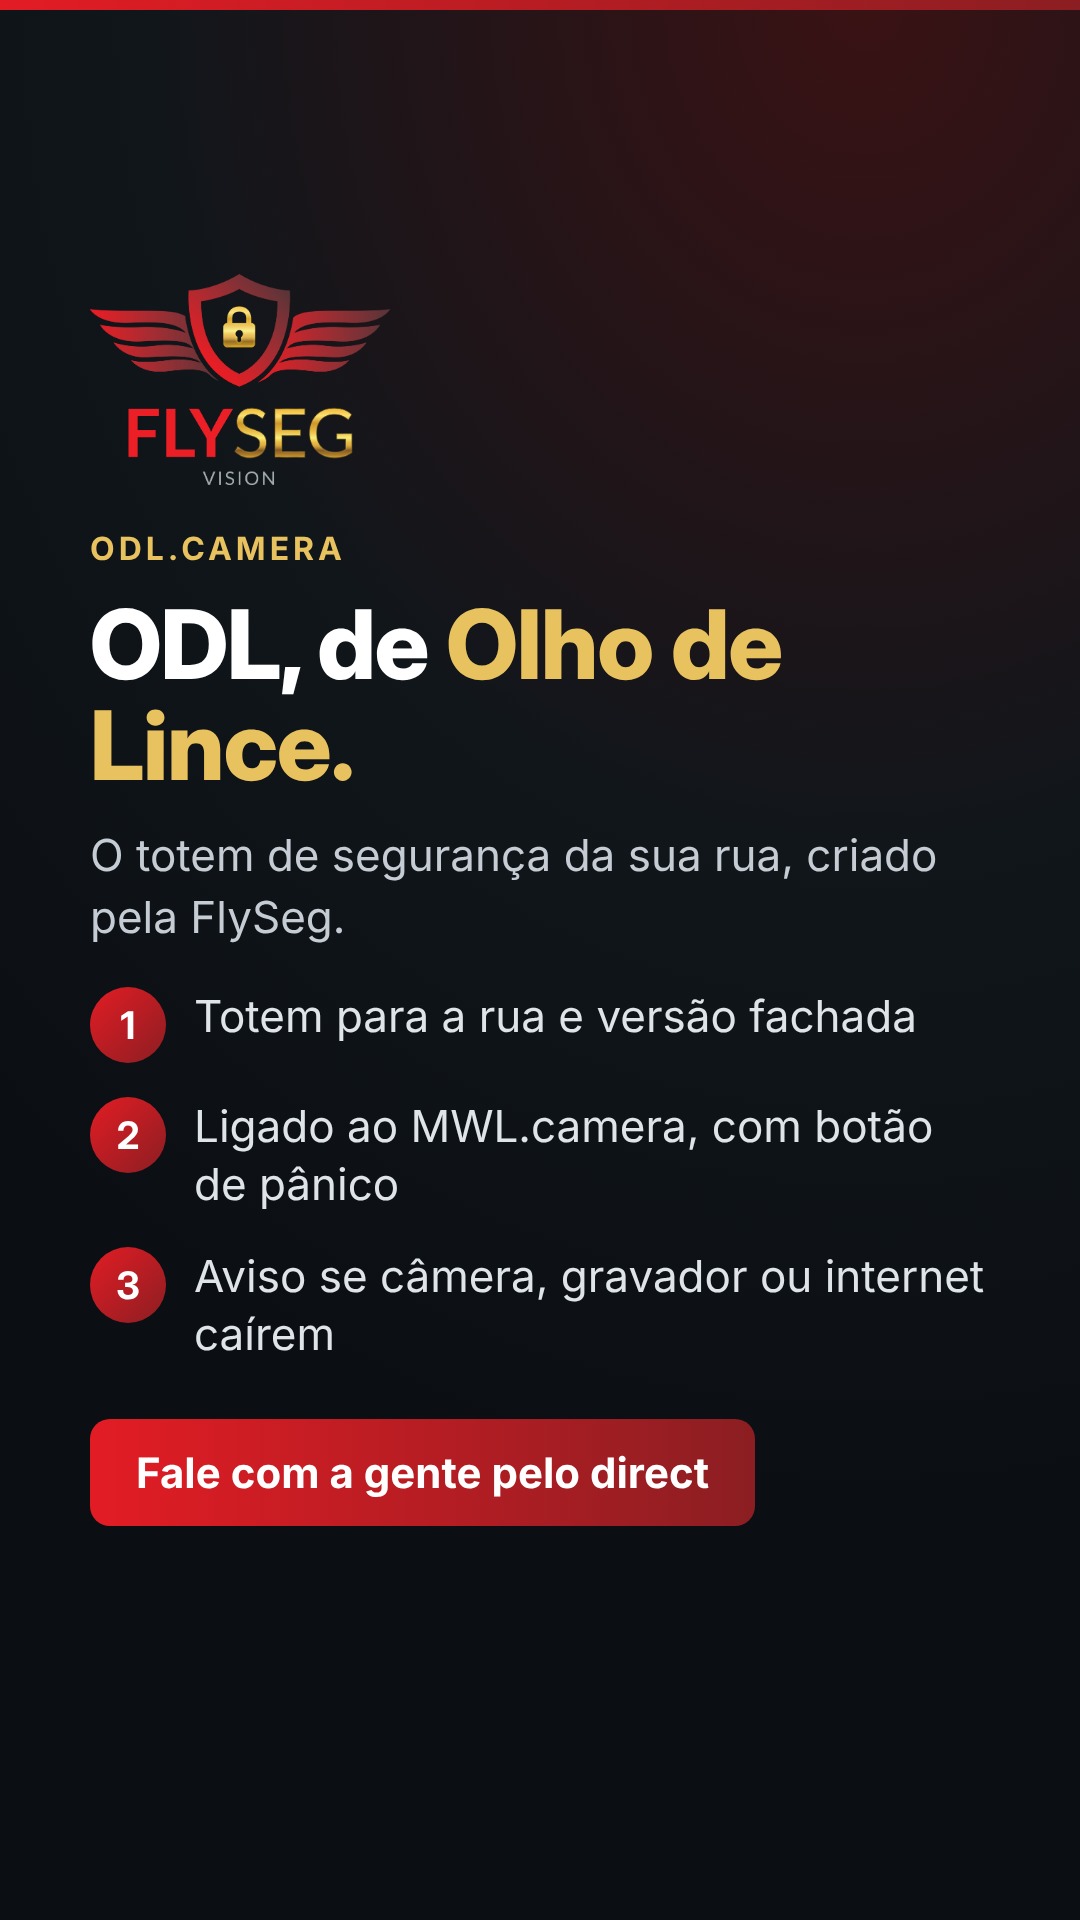 FLYSEG
VISION
ODL.CAMERA
ODL, de Olho de
Lince.
O totem de segurança da sua rua, criado
pela FlySeg.
1 Totem para a rua e versão fachada
2 Ligado ao MWL.camera, com botão
de pânico
3 Aviso se câmera, gravador ou internet
caírem
Fale com a gente pelo direct